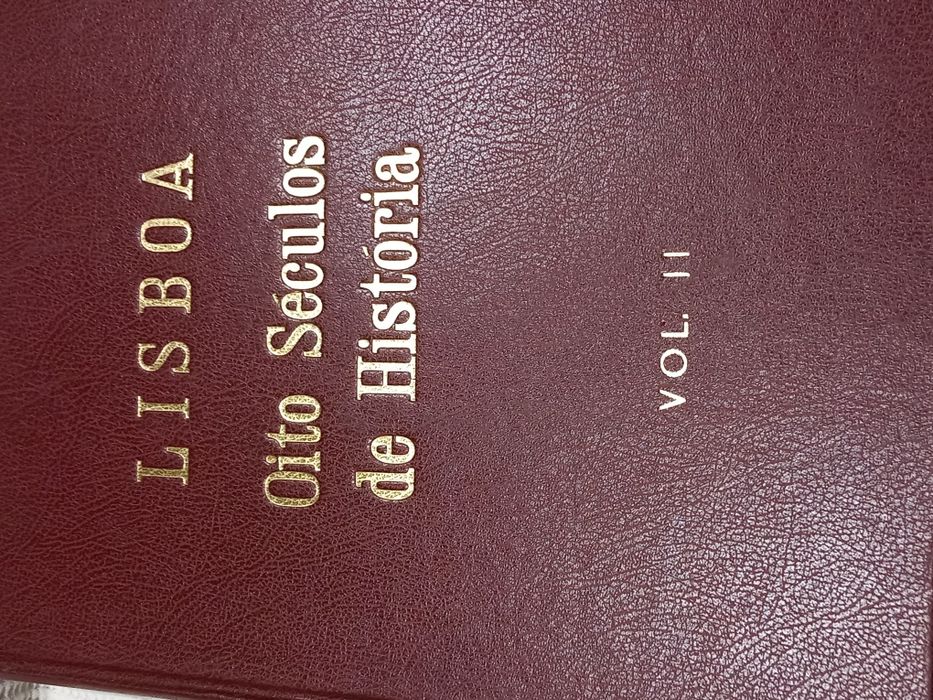 LISBOA
Oito Séculos
de História
VOL. II